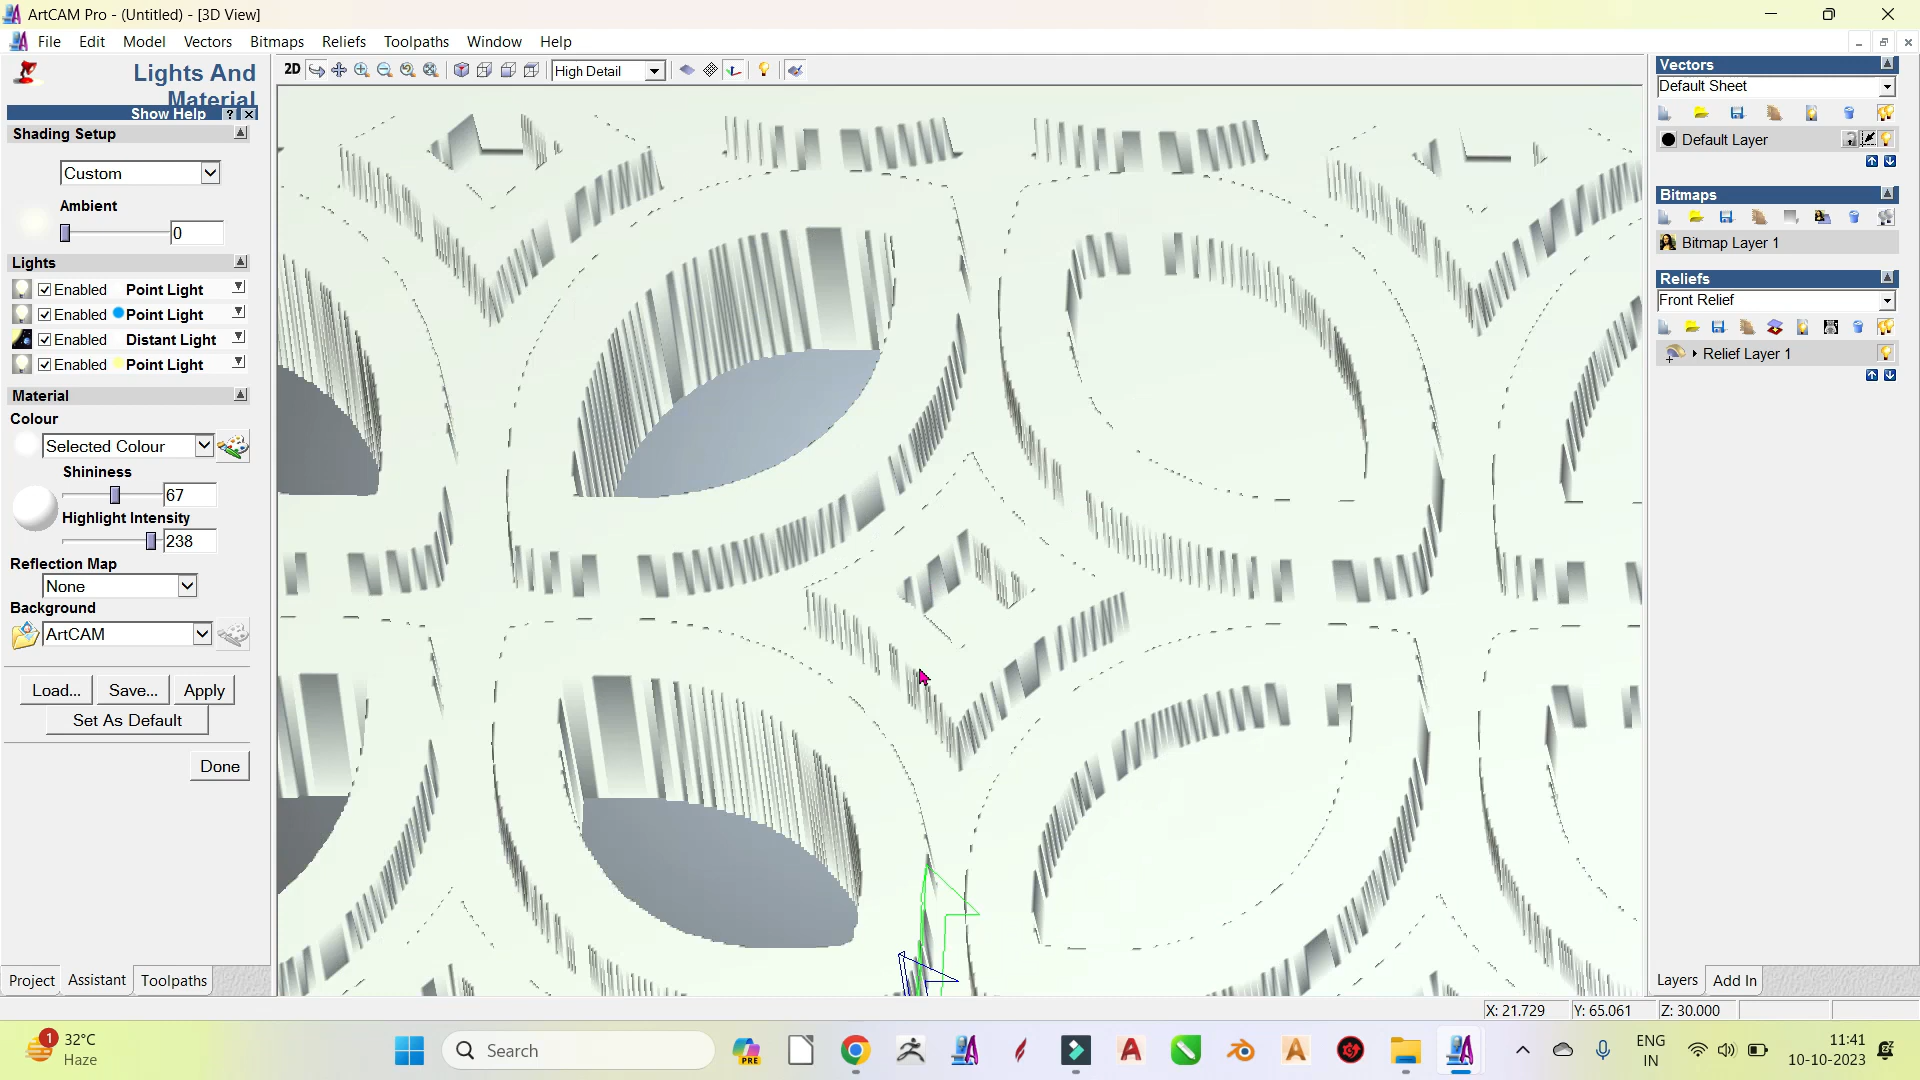 ArtCAM Pro - (Untitled) - [3D View]
File Edit Model Vectors Bitmaps Reliefs Toolpaths Window Help
Lights And
Material
Show Help ? ×
Shading Setup
Custom
Ambient
0
Lights
Enabled Point Light
Enabled Point Light
Enabled Distant Light
Enabled Point Light
Material
Colour
Selected Colour
Shininess
67
Highlight Intensity
238
Reflection Map
None
Background
ArtCAM
Load... Save... Apply
Set As Default
Done
Project Assistant Toolpaths
2D High Detail
Vectors
Default Sheet
Default Layer
Bitmaps
Bitmap Layer 1
Reliefs
Front Relief
Relief Layer 1
Layers Add In
X: 21.729 Y: 65.061 Z: 30.000
1 32°C
Haze
Search
PRE
ENG
IN
11:41
10-10-2023